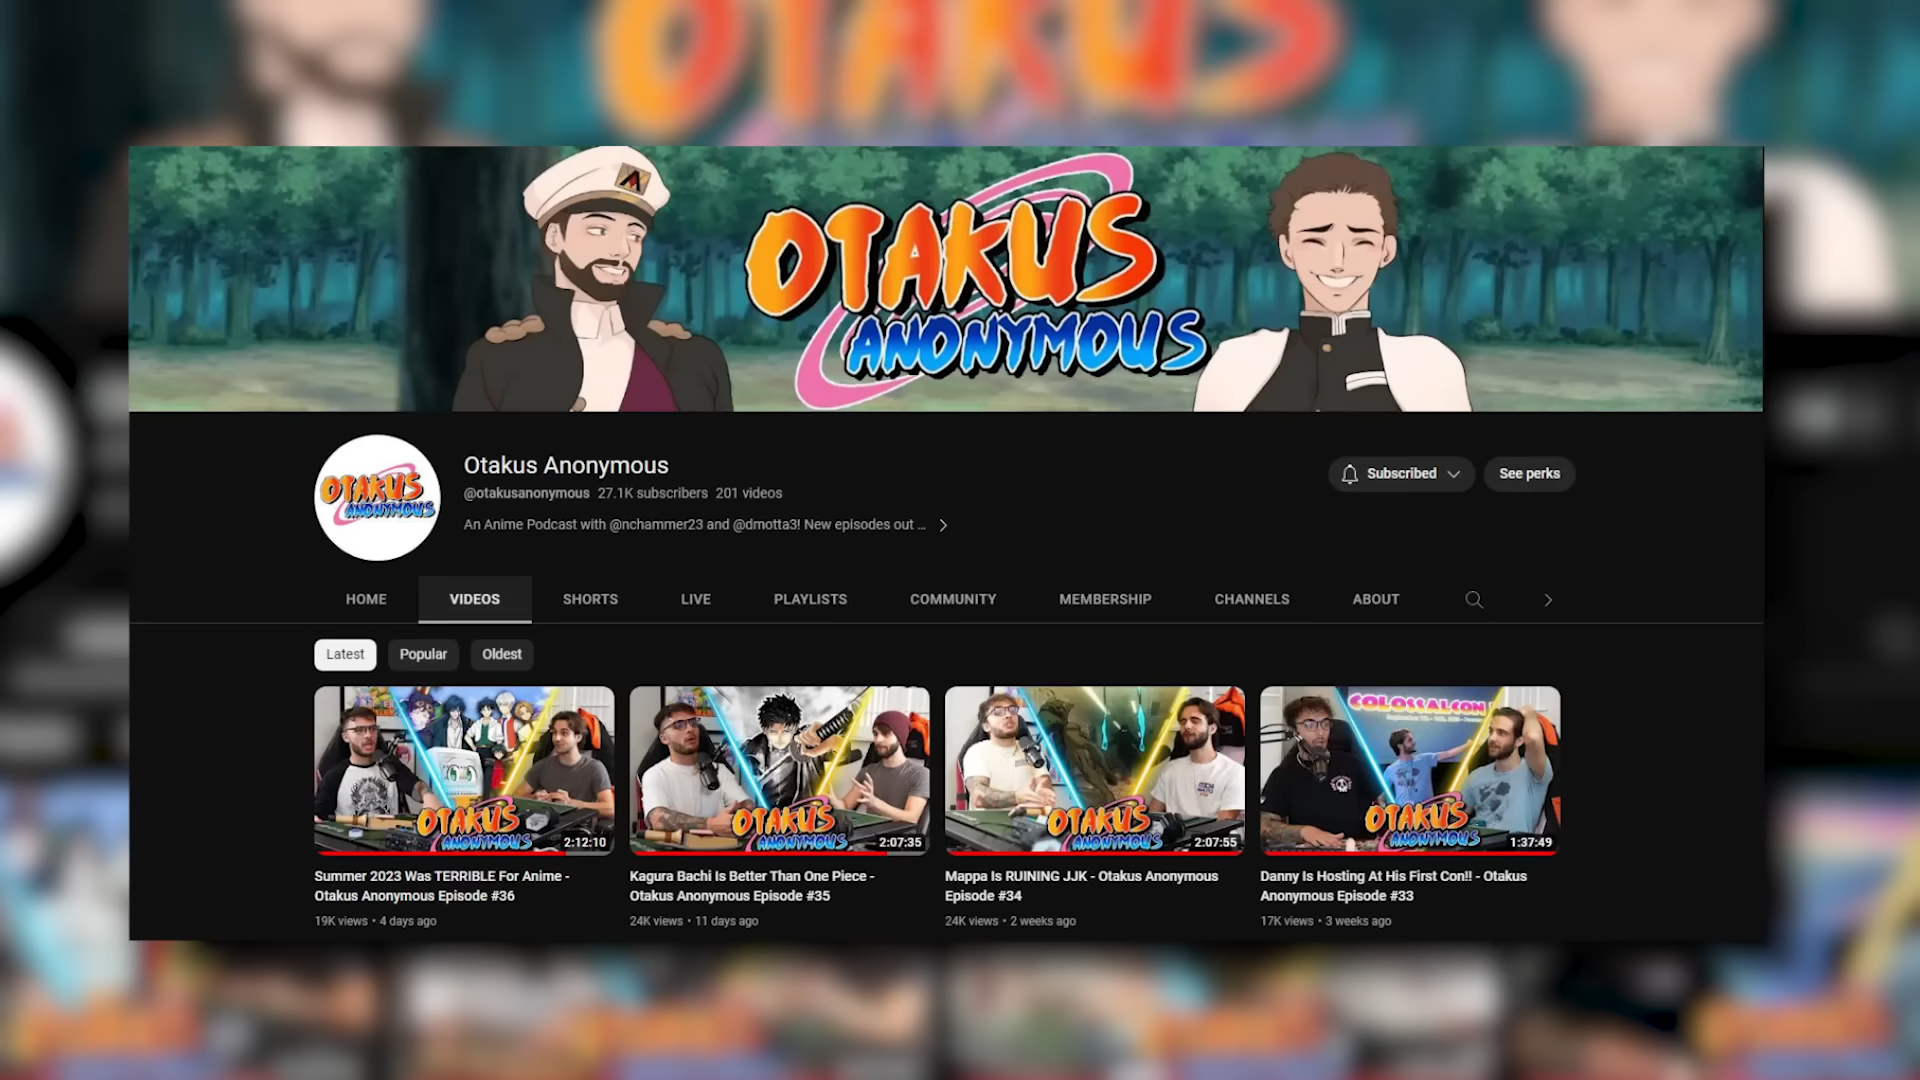 OTAKUS
OTAKUS
ANONYMOUS
OTAKUS
ANONYMOUS
Otakus Anonymous
@otakusanonymous 27.1K subscribers 201 videos
An Anime Podcast with @nchammer23 and @dmotta3! New episodes out ...
Subscribed
See perks
HOME VIDEOS SHORTS LIVE PLAYLISTS COMMUNITY MEMBERSHIP CHANNELS ABOUT
Latest Popular Oldest
OTAKUS
ANONYMOUS
2:12:10
OTAKUS
ANONYMOUS
2:07:35
OTAKUS
ANONYMOUS
2:07:55
COLOSSALCON
OTAKUS
ANONYMOUS
1:37:49
Summer 2023 Was TERRIBLE For Anime -
Otakus Anonymous Episode #36
19K views • 4 days ago
Kagura Bachi Is Better Than One Piece -
Otakus Anonymous Episode #35
24K views • 11 days ago
Mappa Is RUINING JJK - Otakus Anonymous
Episode #34
24K views • 2 weeks ago
Danny Is Hosting At His First Con!! - Otakus
Anonymous Episode #33
17K views • 3 weeks ago